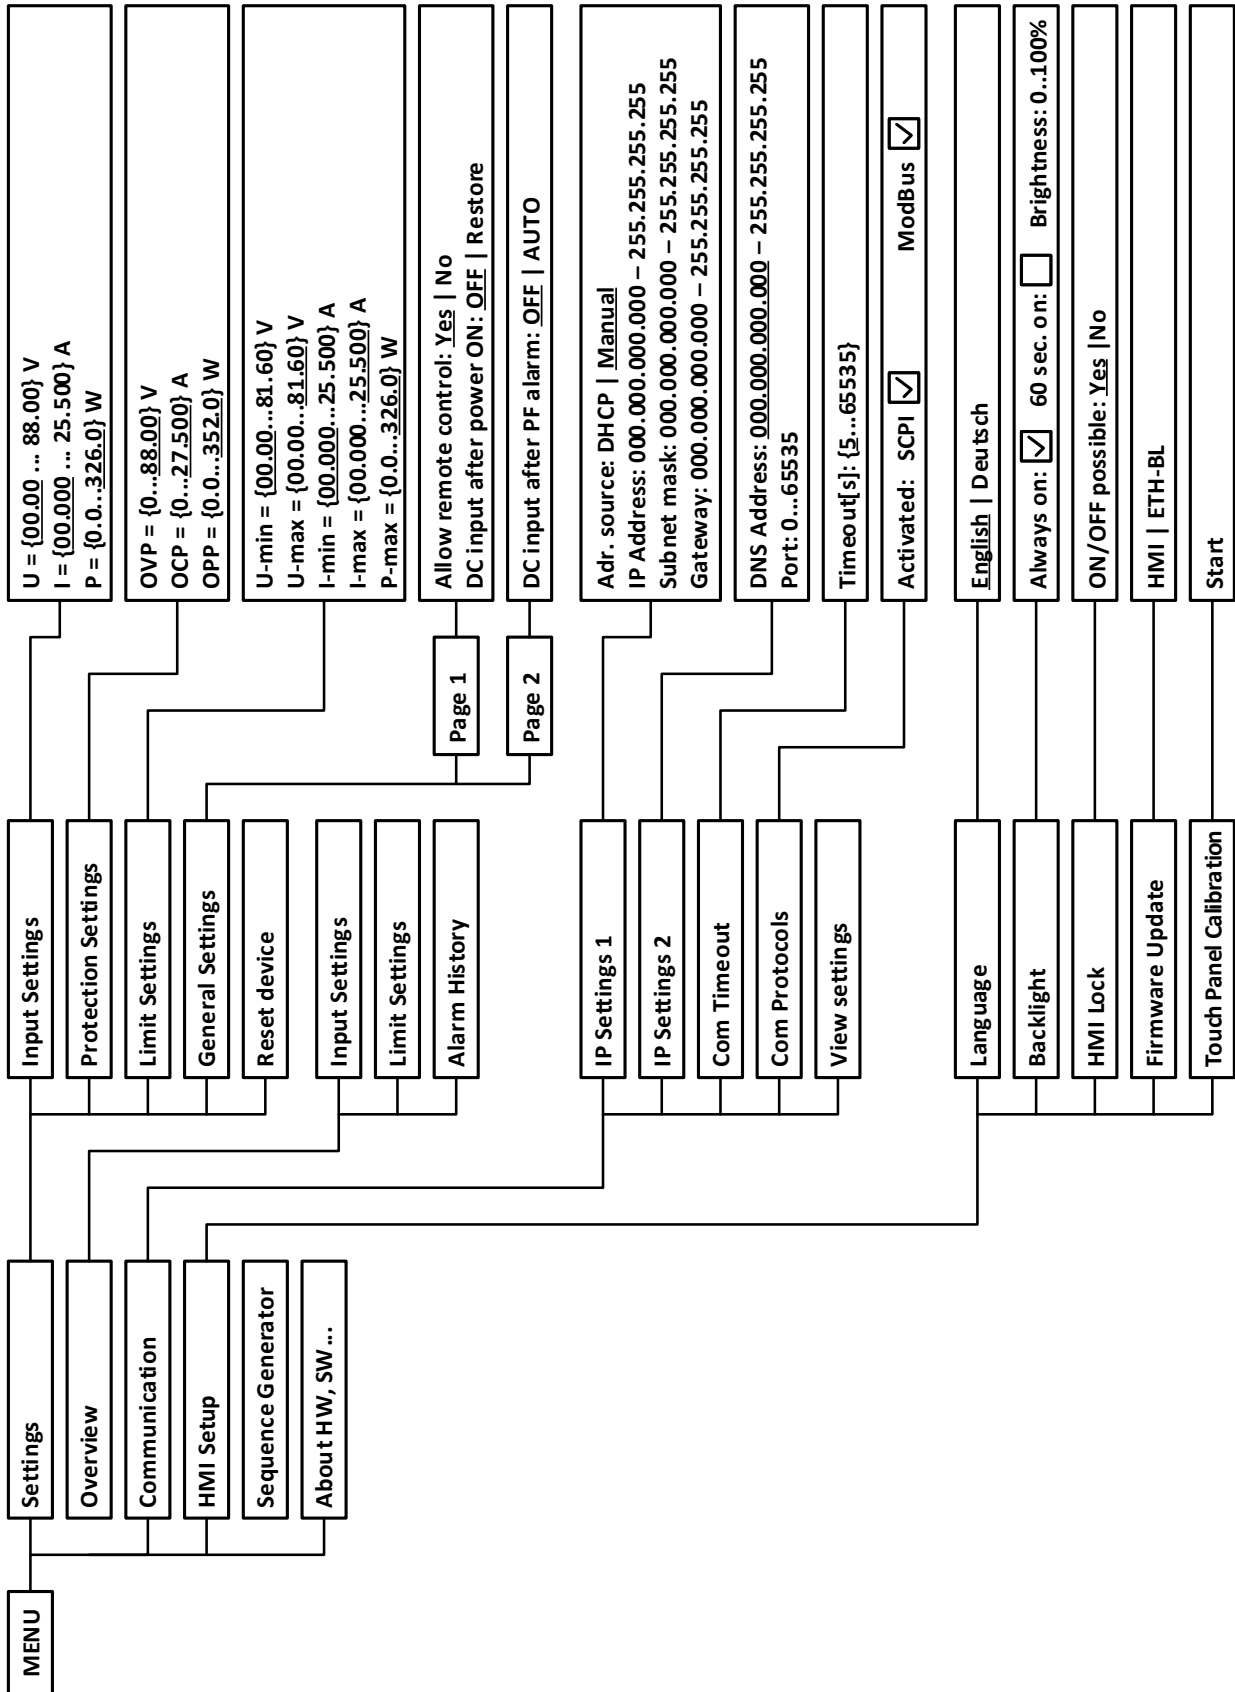 MENU
Settings
Overview
Communication
HMI Setup
Sequence Generator
About HW, SW...
Input Settings
Protection Settings
Limit Settings
General Settings
Reset device
Input Settings
Limit Settings
Alarm History
IP Settings 1
IP Settings 2
Com Timeout
Com Protocols
View settings
Language
Backlight
HMI Lock
Firmware Update
Touch Panel Calibration
Page 1
Page 2
U = {00.00 ... 88.00} V
I = {00.000 ... 25.500} A
P = {0.0...326.0} W
OVP = {0...88.00} V
OCP = {0...27.500} A
OPP = {0.0...352.0} W
U-min = {00.00...81.60} V
U-max = {00.00...81.60} V
I-min = {00.000...25.500} A
I-max = {00.000...25.500} A
P-max = {0.0...326.0} W
Allow remote control: Yes | No
DC input after power ON: OFF | Restore
DC input after PF alarm: OFF | AUTO
Adr. source: DHCP | Manual
IP Address: 000.000.000.000 – 255.255.255.255
Subnet mask: 000.000.000.000 – 255.255.255.255
Gateway: 000.000.000.000 – 255.255.255.255
DNS Address: 000.000.000.000 – 255.255.255.255
Port: 0...65535
Timeout[s]: {5...65535}
Activated: SCPI ModBus
English | Deutsch
Always on: 60 sec. on: Brightness: 0..100%
ON/OFF possible: Yes |No
HMI | ETH-BL
Start